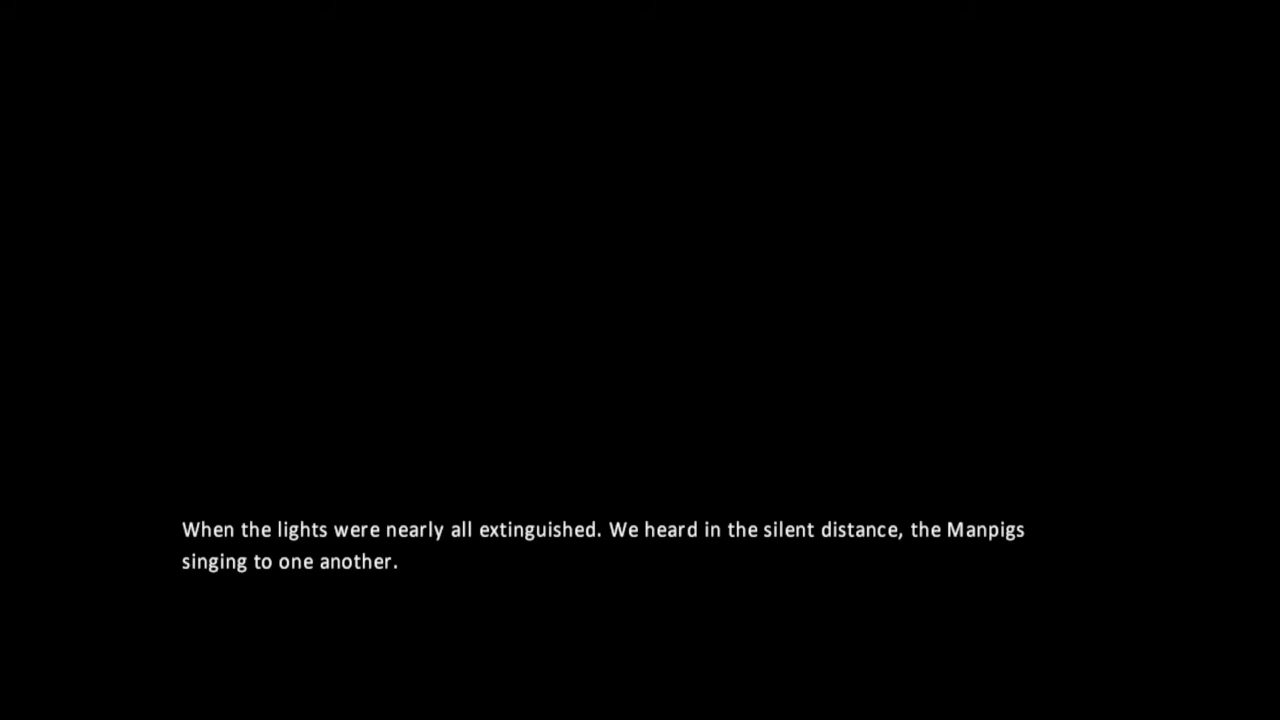 When the lights were nearly all extinguished. We heard in the silent distance, the Manpigs
singing to one another.